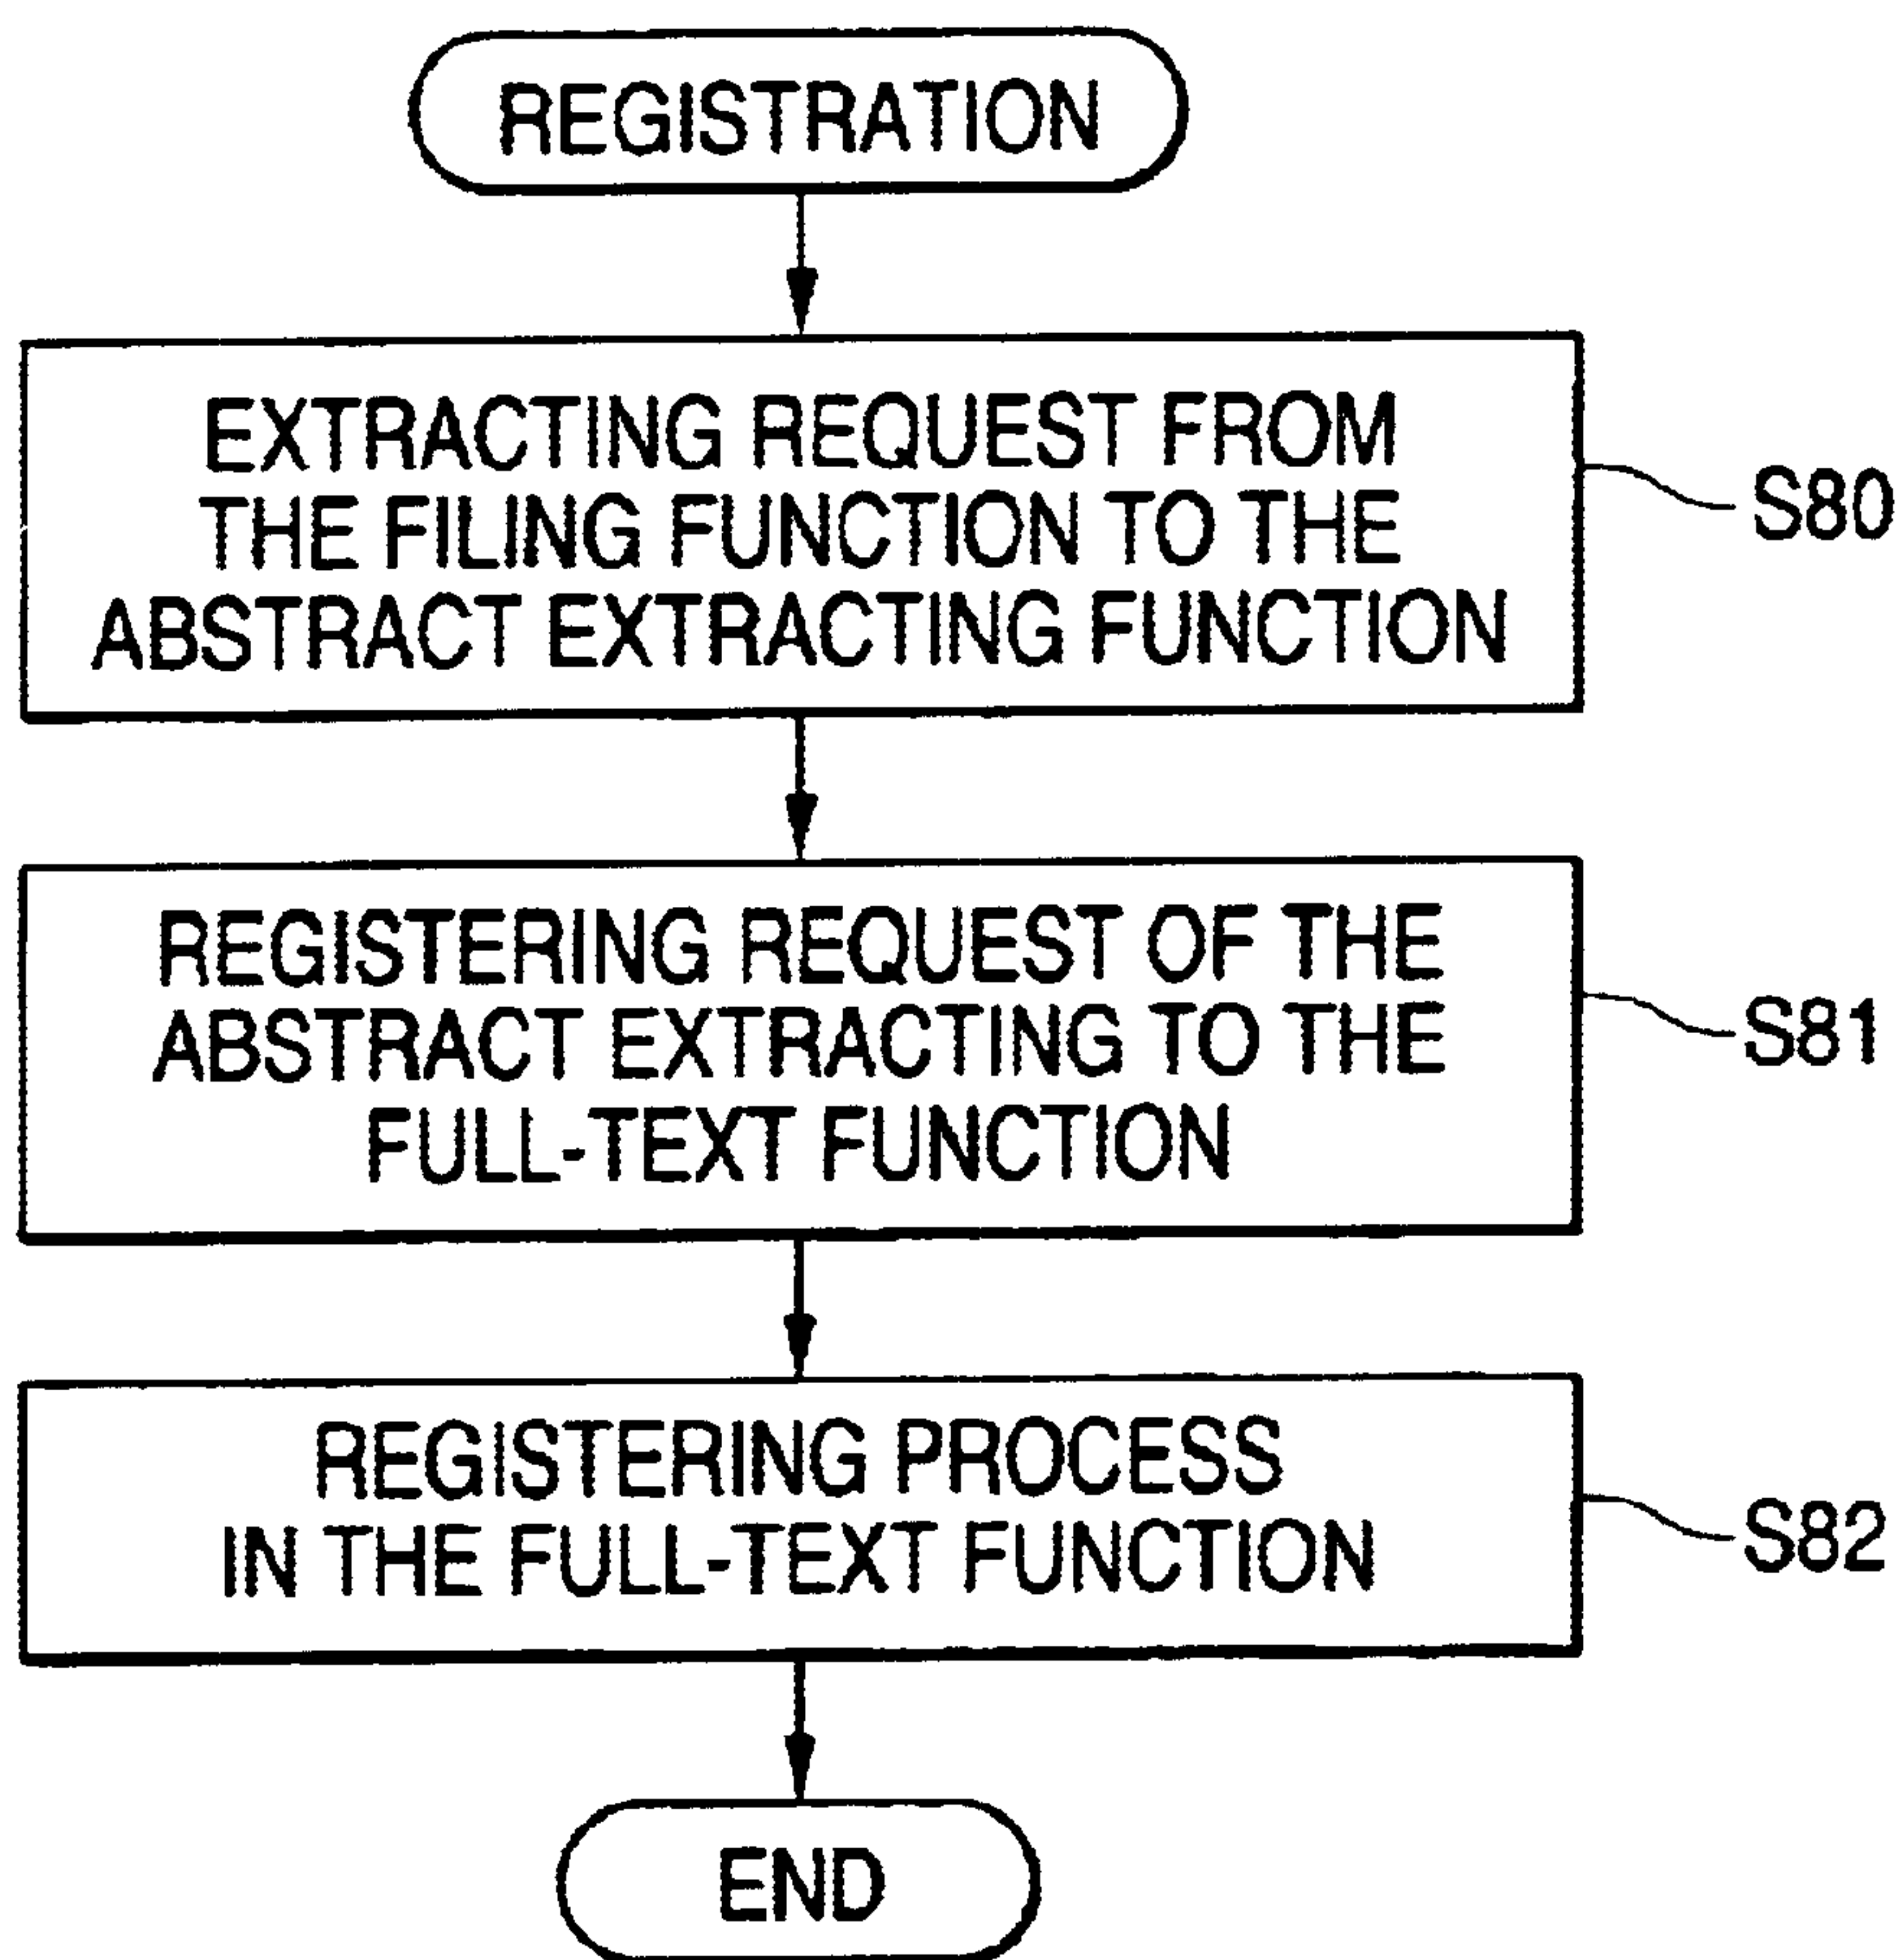 REGISTRATION
EXTRACTING REQUEST FROM
THE FILING FUNCTION TO THE
ABSTRACT EXTRACTING FUNCTION
S80
REGISTERING REQUEST OF THE
ABSTRACT EXTRACTING TO THE
FULL-TEXT FUNCTION
S81
REGISTERING PROCESS
IN THE FULL-TEXT FUNCTION
S82
END